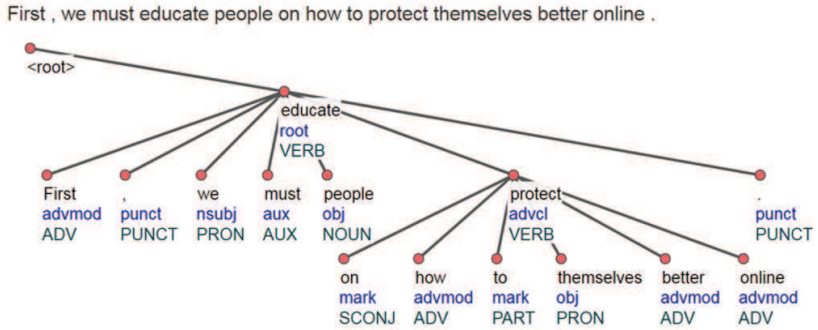 First , we must educate people on how to protect themselves better online .
<root>
educate
root
VERB
First , we must people protect .
advmod punct nsubj aux obj advcl punct
ADV PUNCT PRON AUX NOUN VERB PUNCT
on how to themselves better online
mark advmod mark obj advmod advmod
SCONJ ADV PART PRON ADV ADV